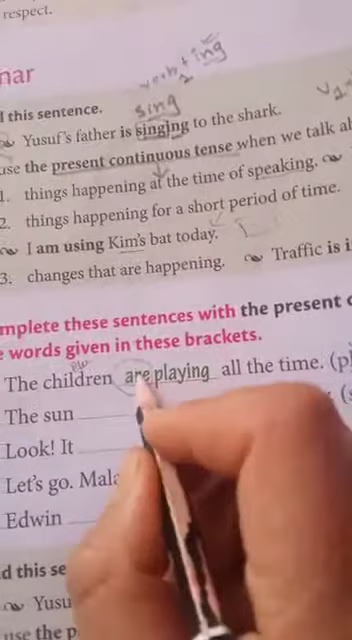 respect.
verb + ing
nar
sing
d this sentence.
Yusuf's father is singing to the shark.
use the present continuous tense when we talk
1. things happening at the time of speaking.
2. things happening for a short period of time.
I am using Kim's bat today.
3. changes that are happening. Traffic is
mplete these sentences with the present
e words given in these brackets.
The children are playing all the time. (p
The sun
Look! It
Let's go.
Edwin
d this se
Yusu
use the p